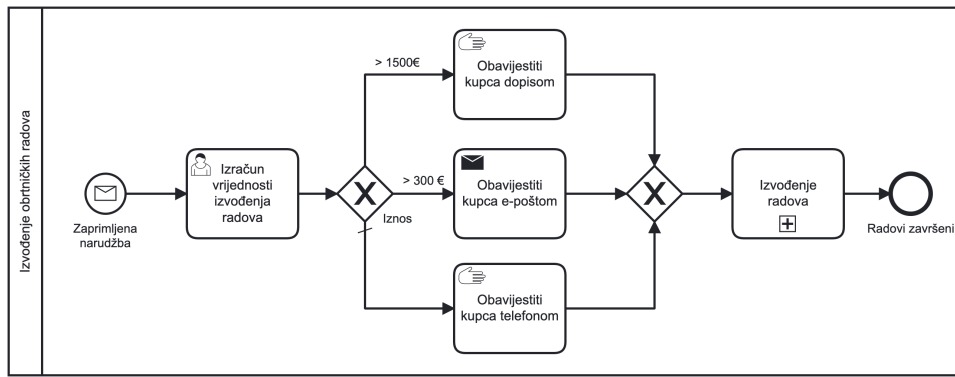 Izvođenje obrtničkih radova
Zaprimljena
narudžba
Izračun
vrijednosti
izvođenja
radova
Iznos
> 1500€
> 300 €
Obavijestiti
kupca dopisom
Obavijestiti
kupca e-poštom
Obavijestiti
kupca telefonom
Izvođenje
radova
Radovi završeni